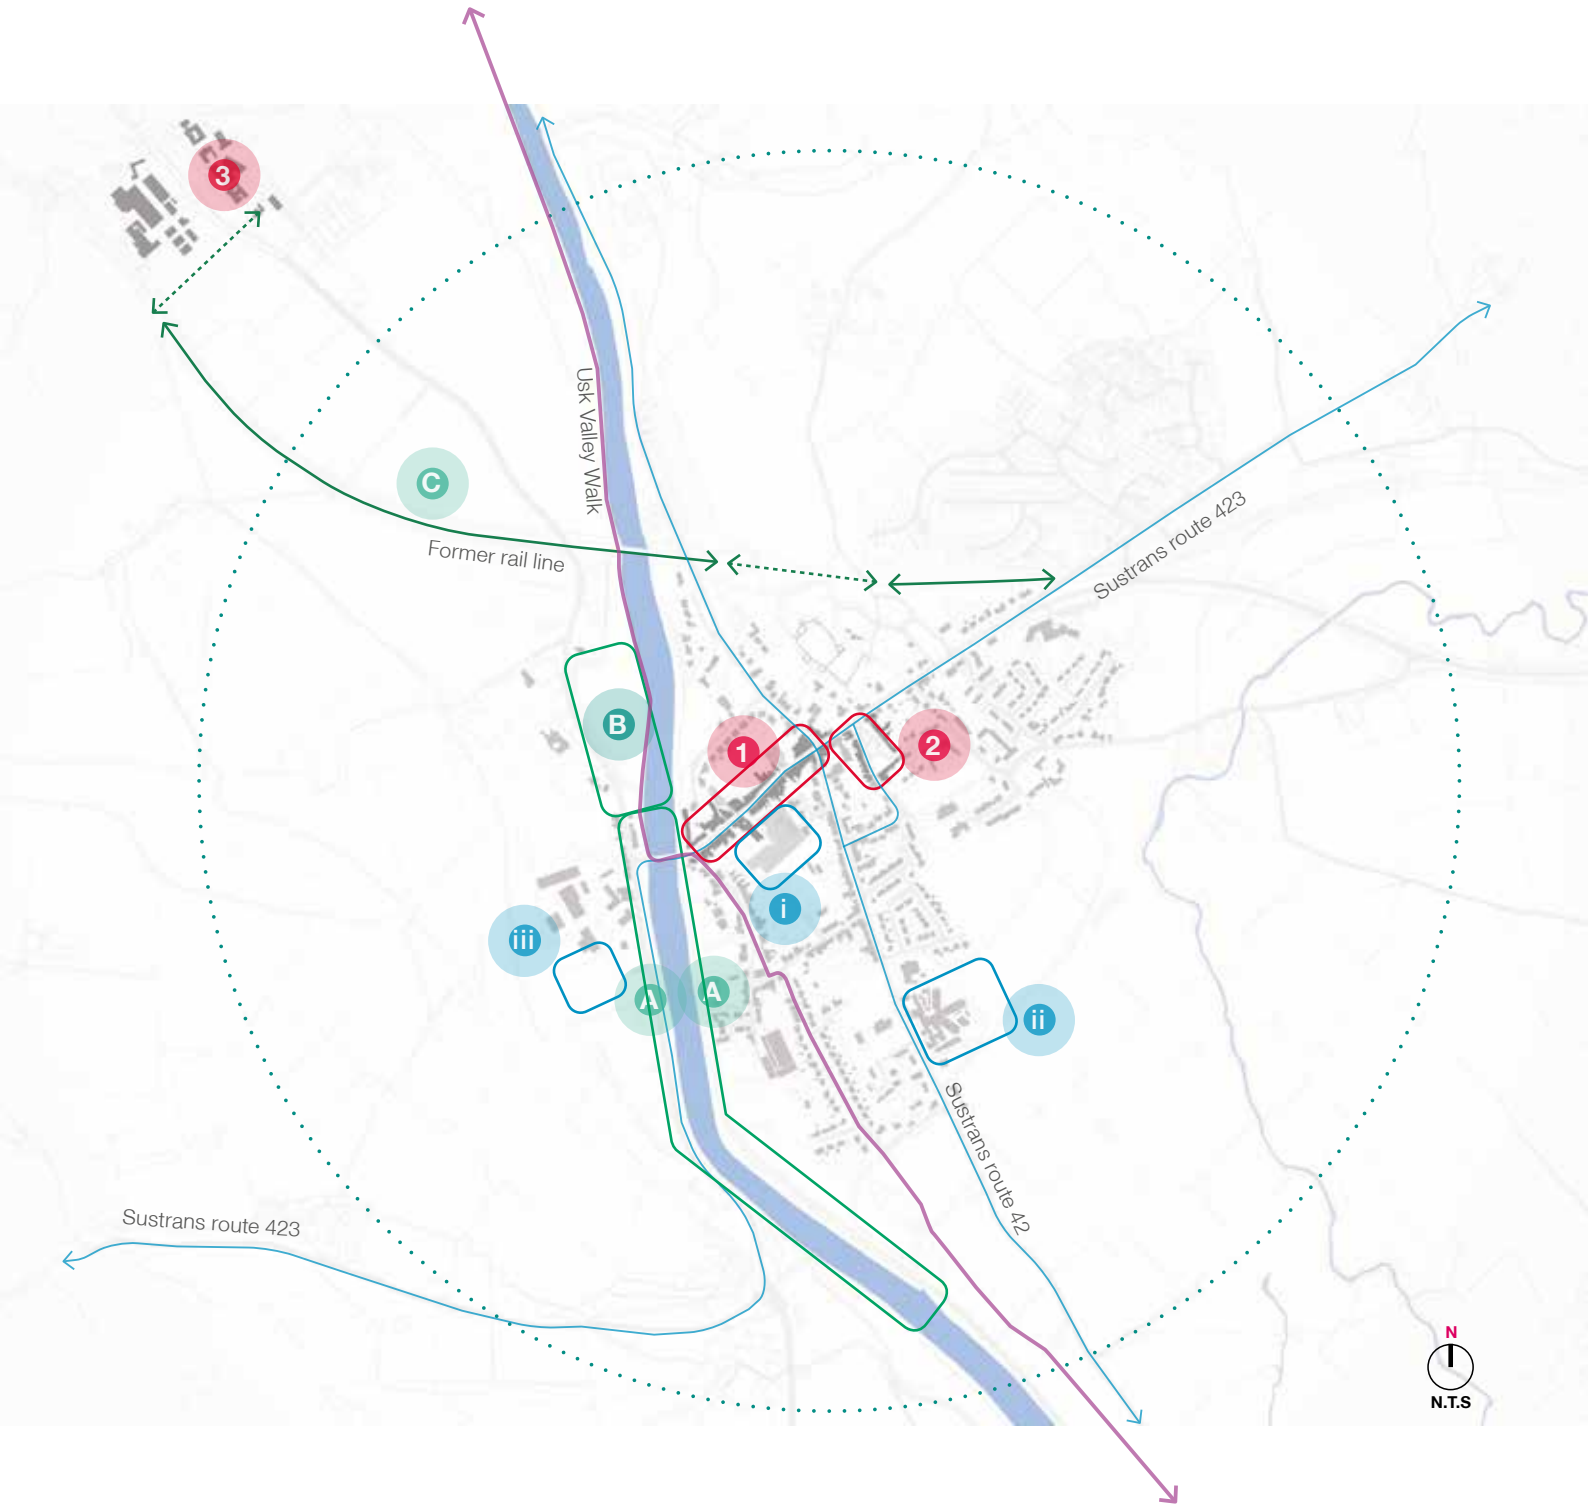 3
Usk Valley Walk
C
Former rail line
Sustrans route 423
B
1
2
i
iii
A
A
ii
Sustrans route 42
Sustrans route 423
N
N.T.S